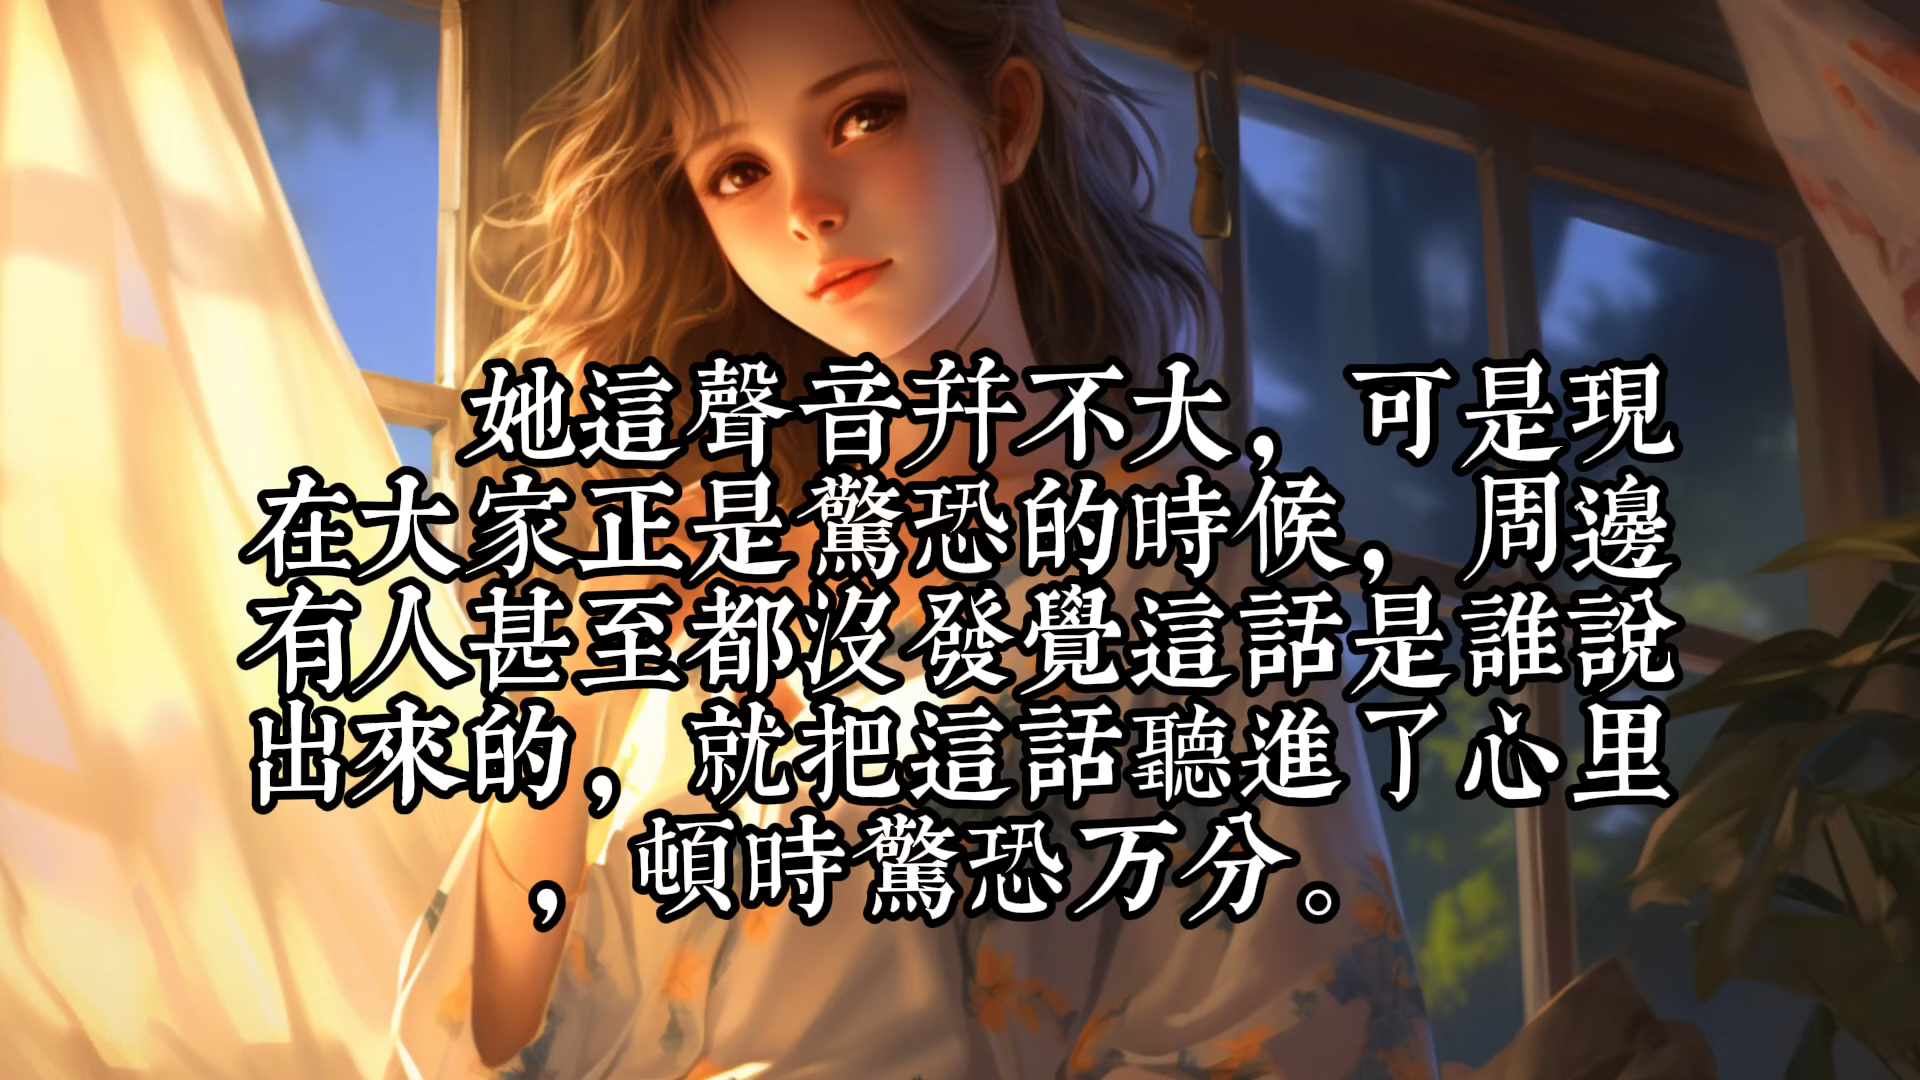 她這聲音并不大，可是現
在大家正是驚恐的時候，周邊
有人甚至都沒發覺這話是誰說
出來的，就把這話聽進了心里
，頓時驚恐万分。